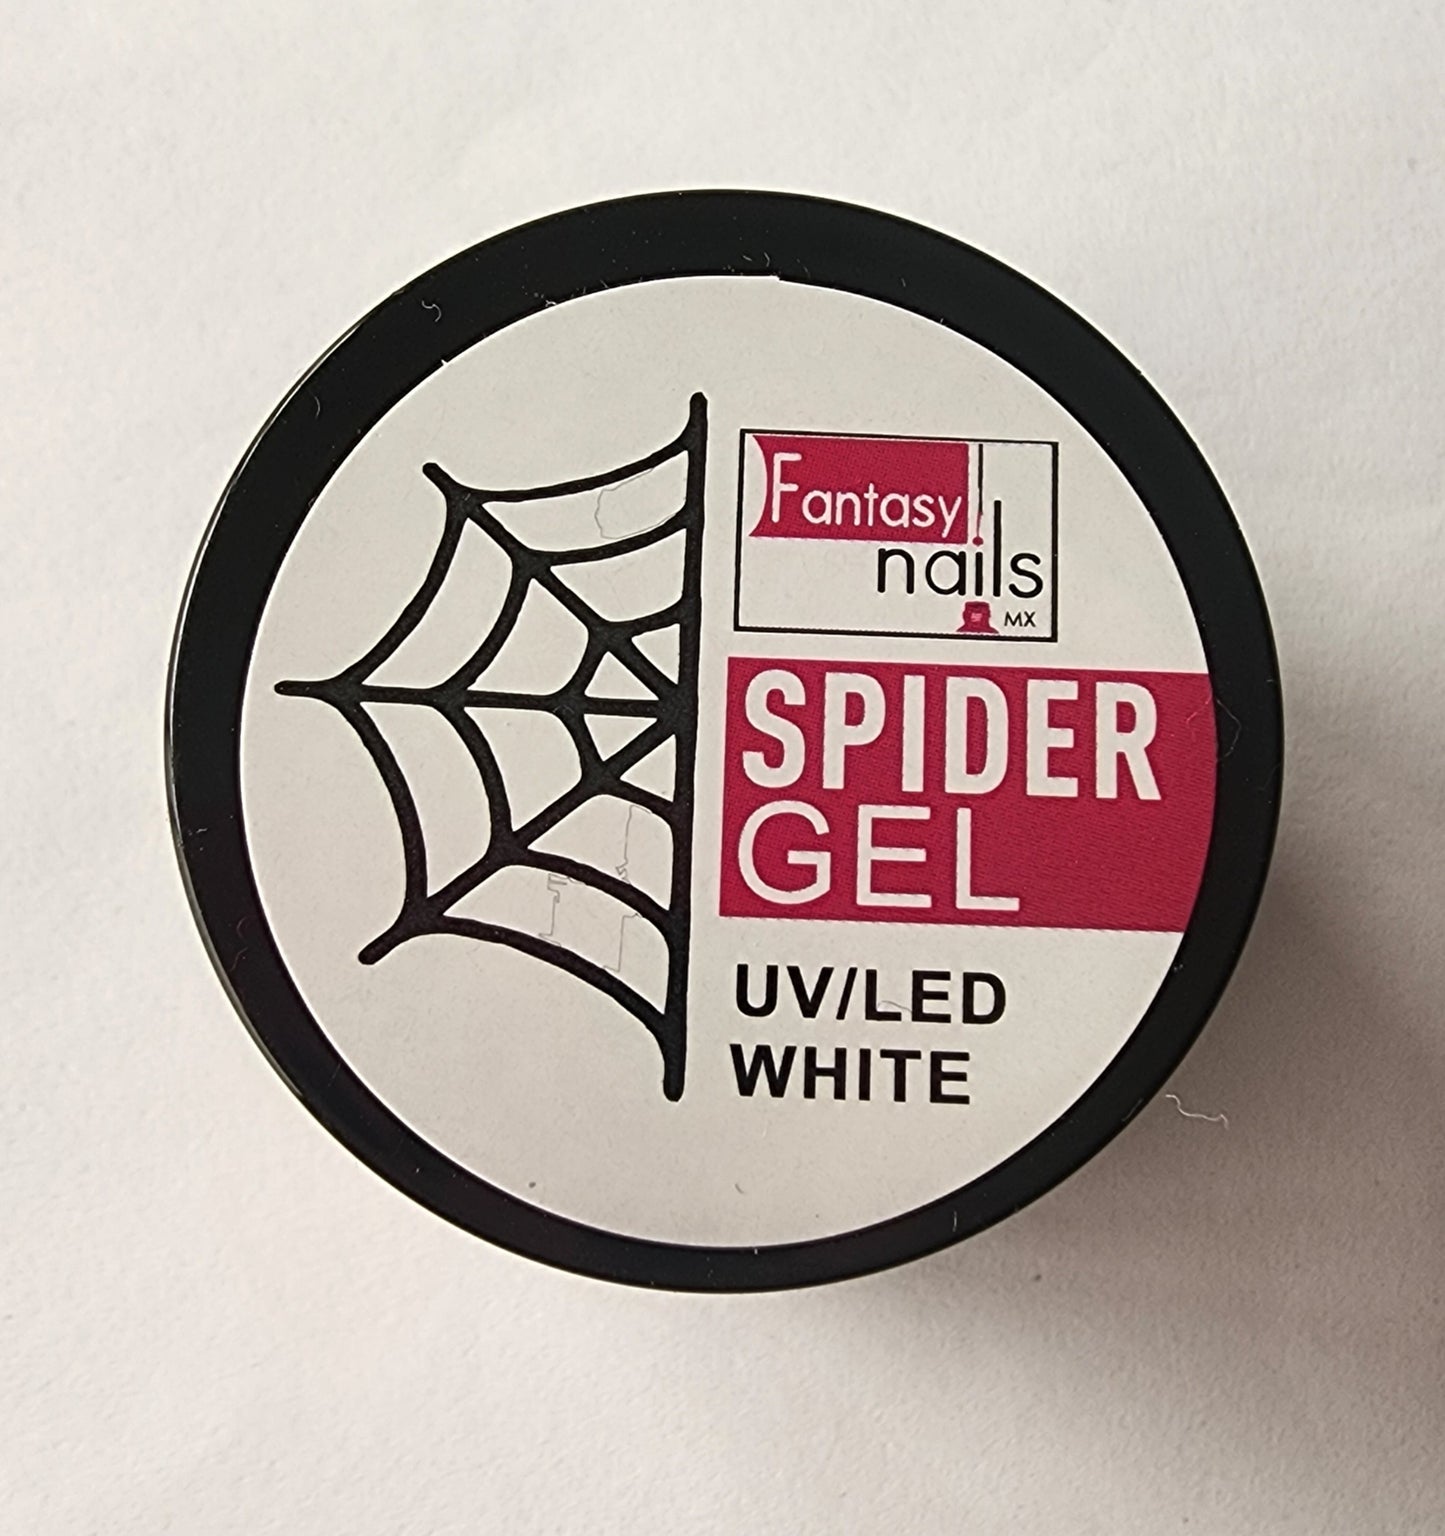 Fantasy
nails
MX
SPIDER
GEL
UV/LED
WHITE